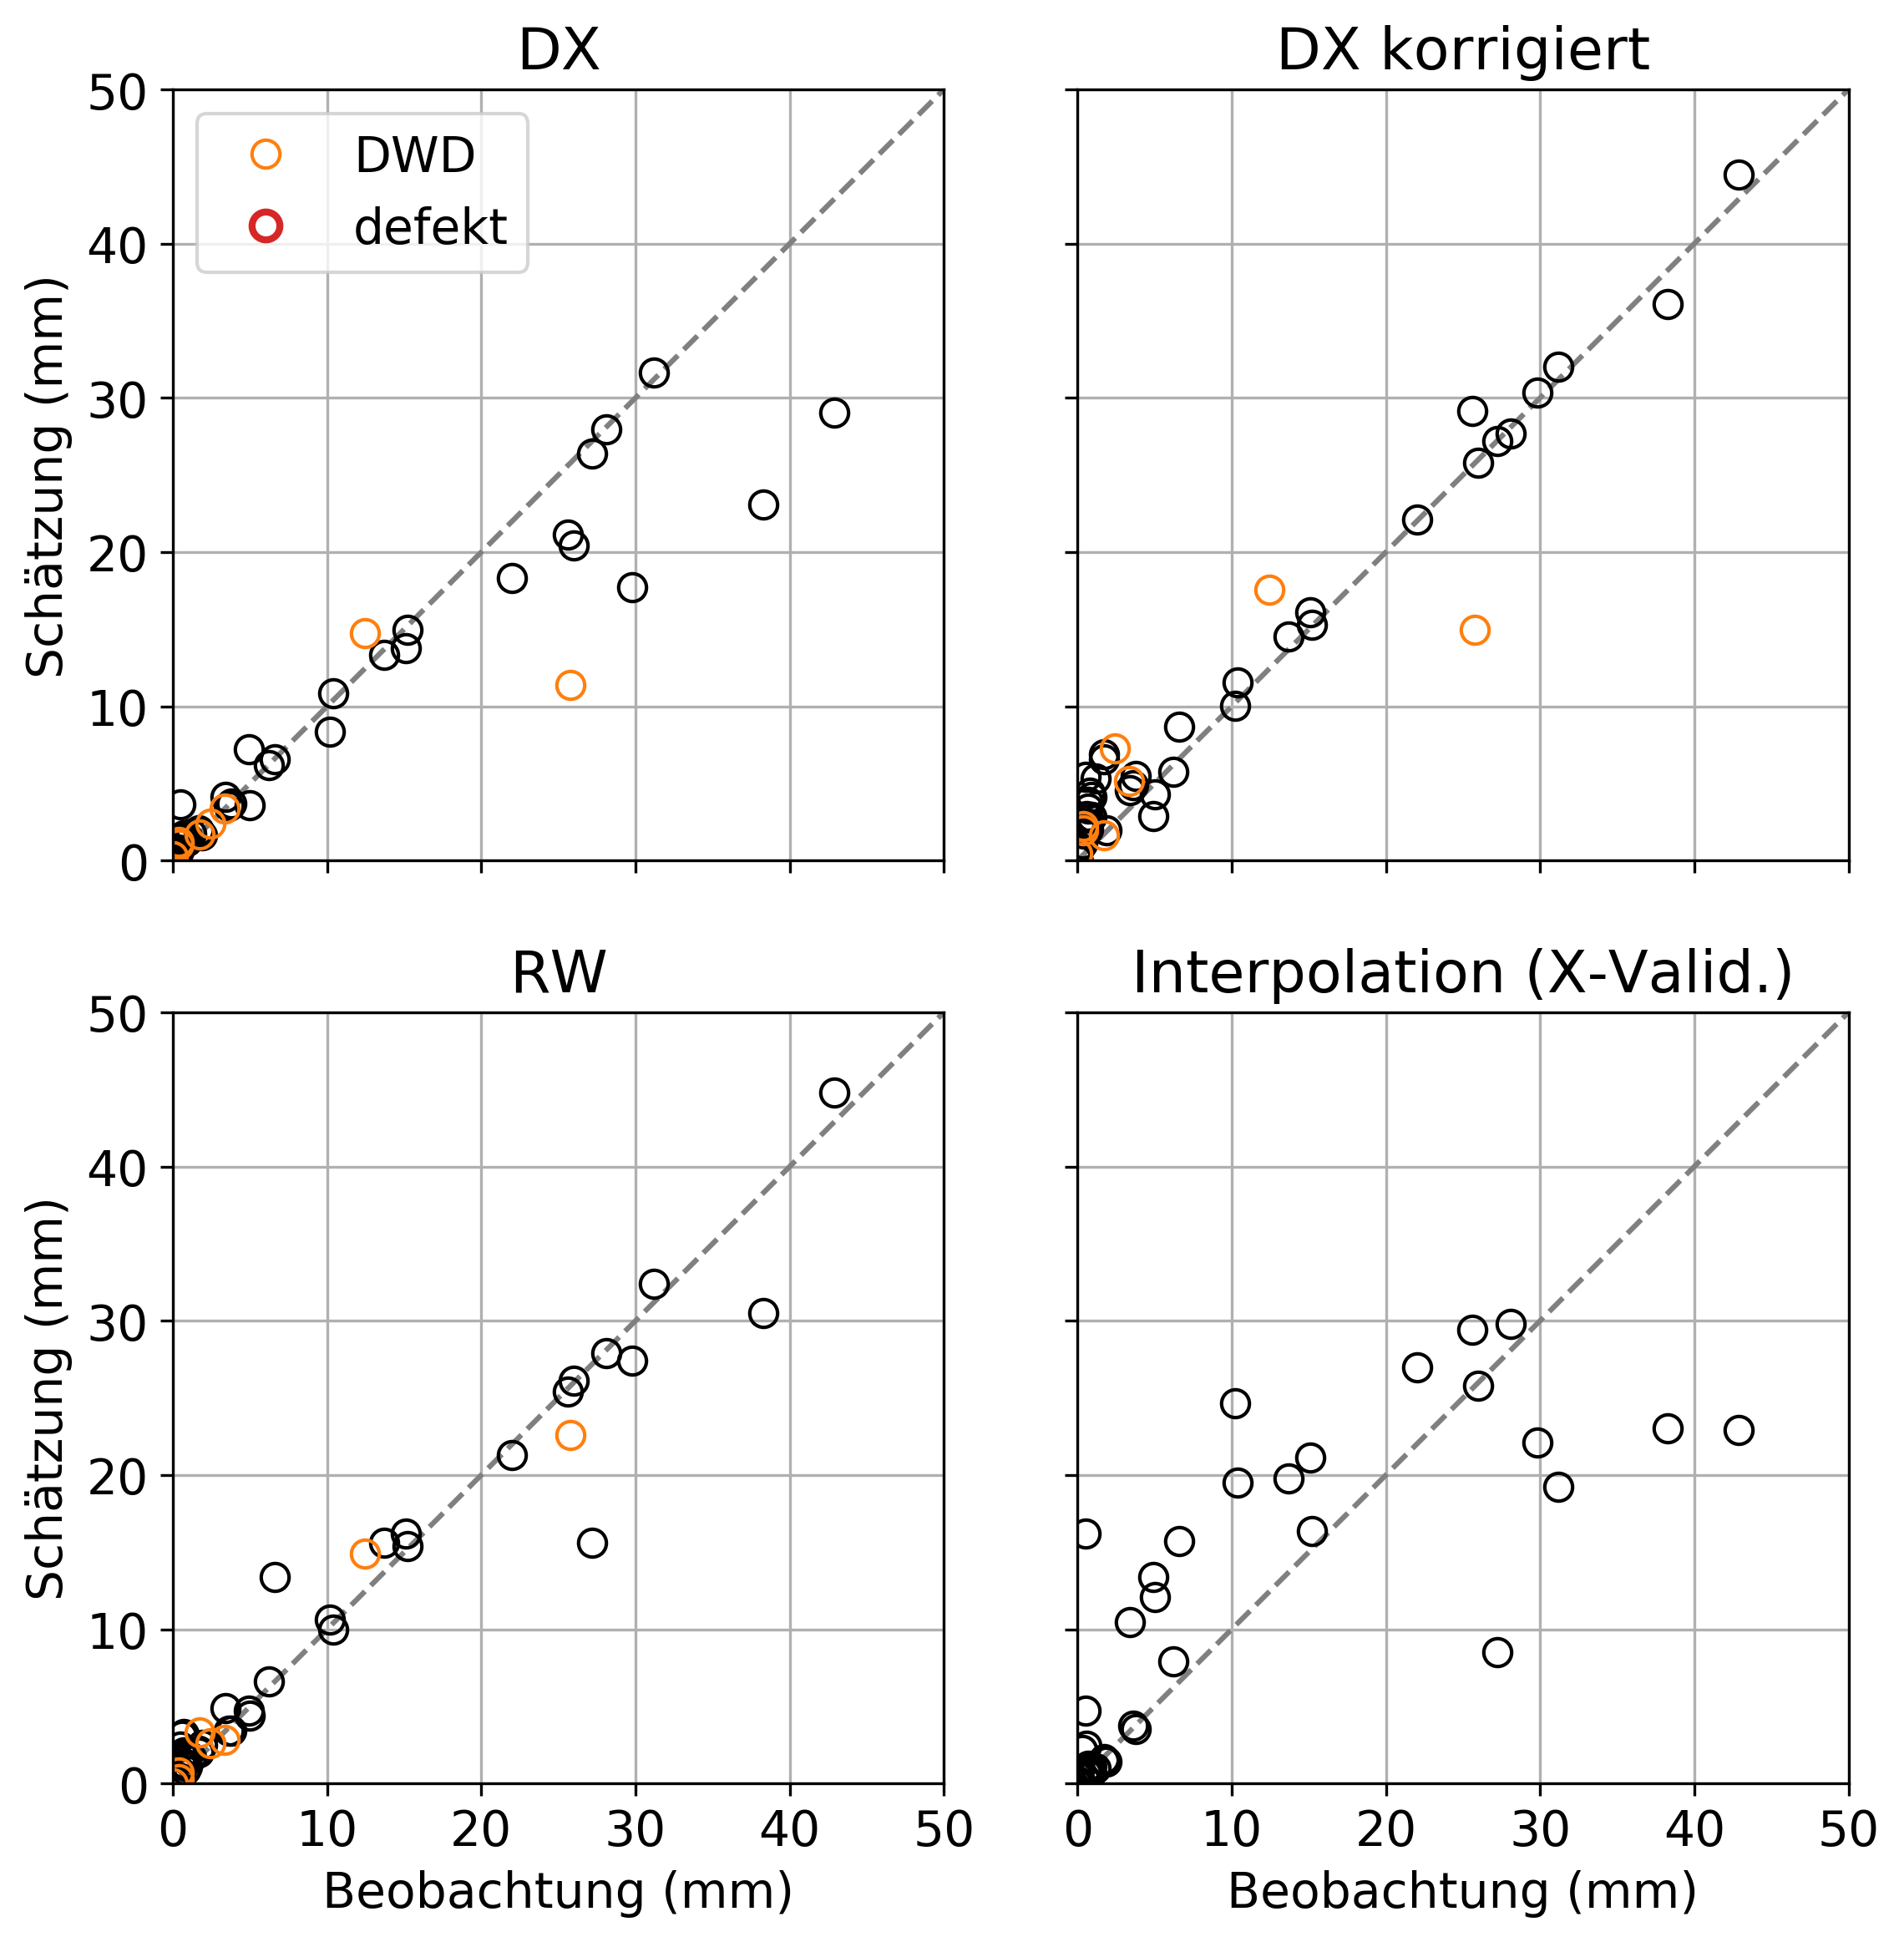 DX
DX korrigiert
50
40
30
20
10
0
Schätzung (mm)
DWD
defekt
RW
Interpolation (X-Valid.)
50
40
30
20
10
0
Schätzung (mm)
0 10 20 30 40 50
0 10 20 30 40 50
Beobachtung (mm)
Beobachtung (mm)